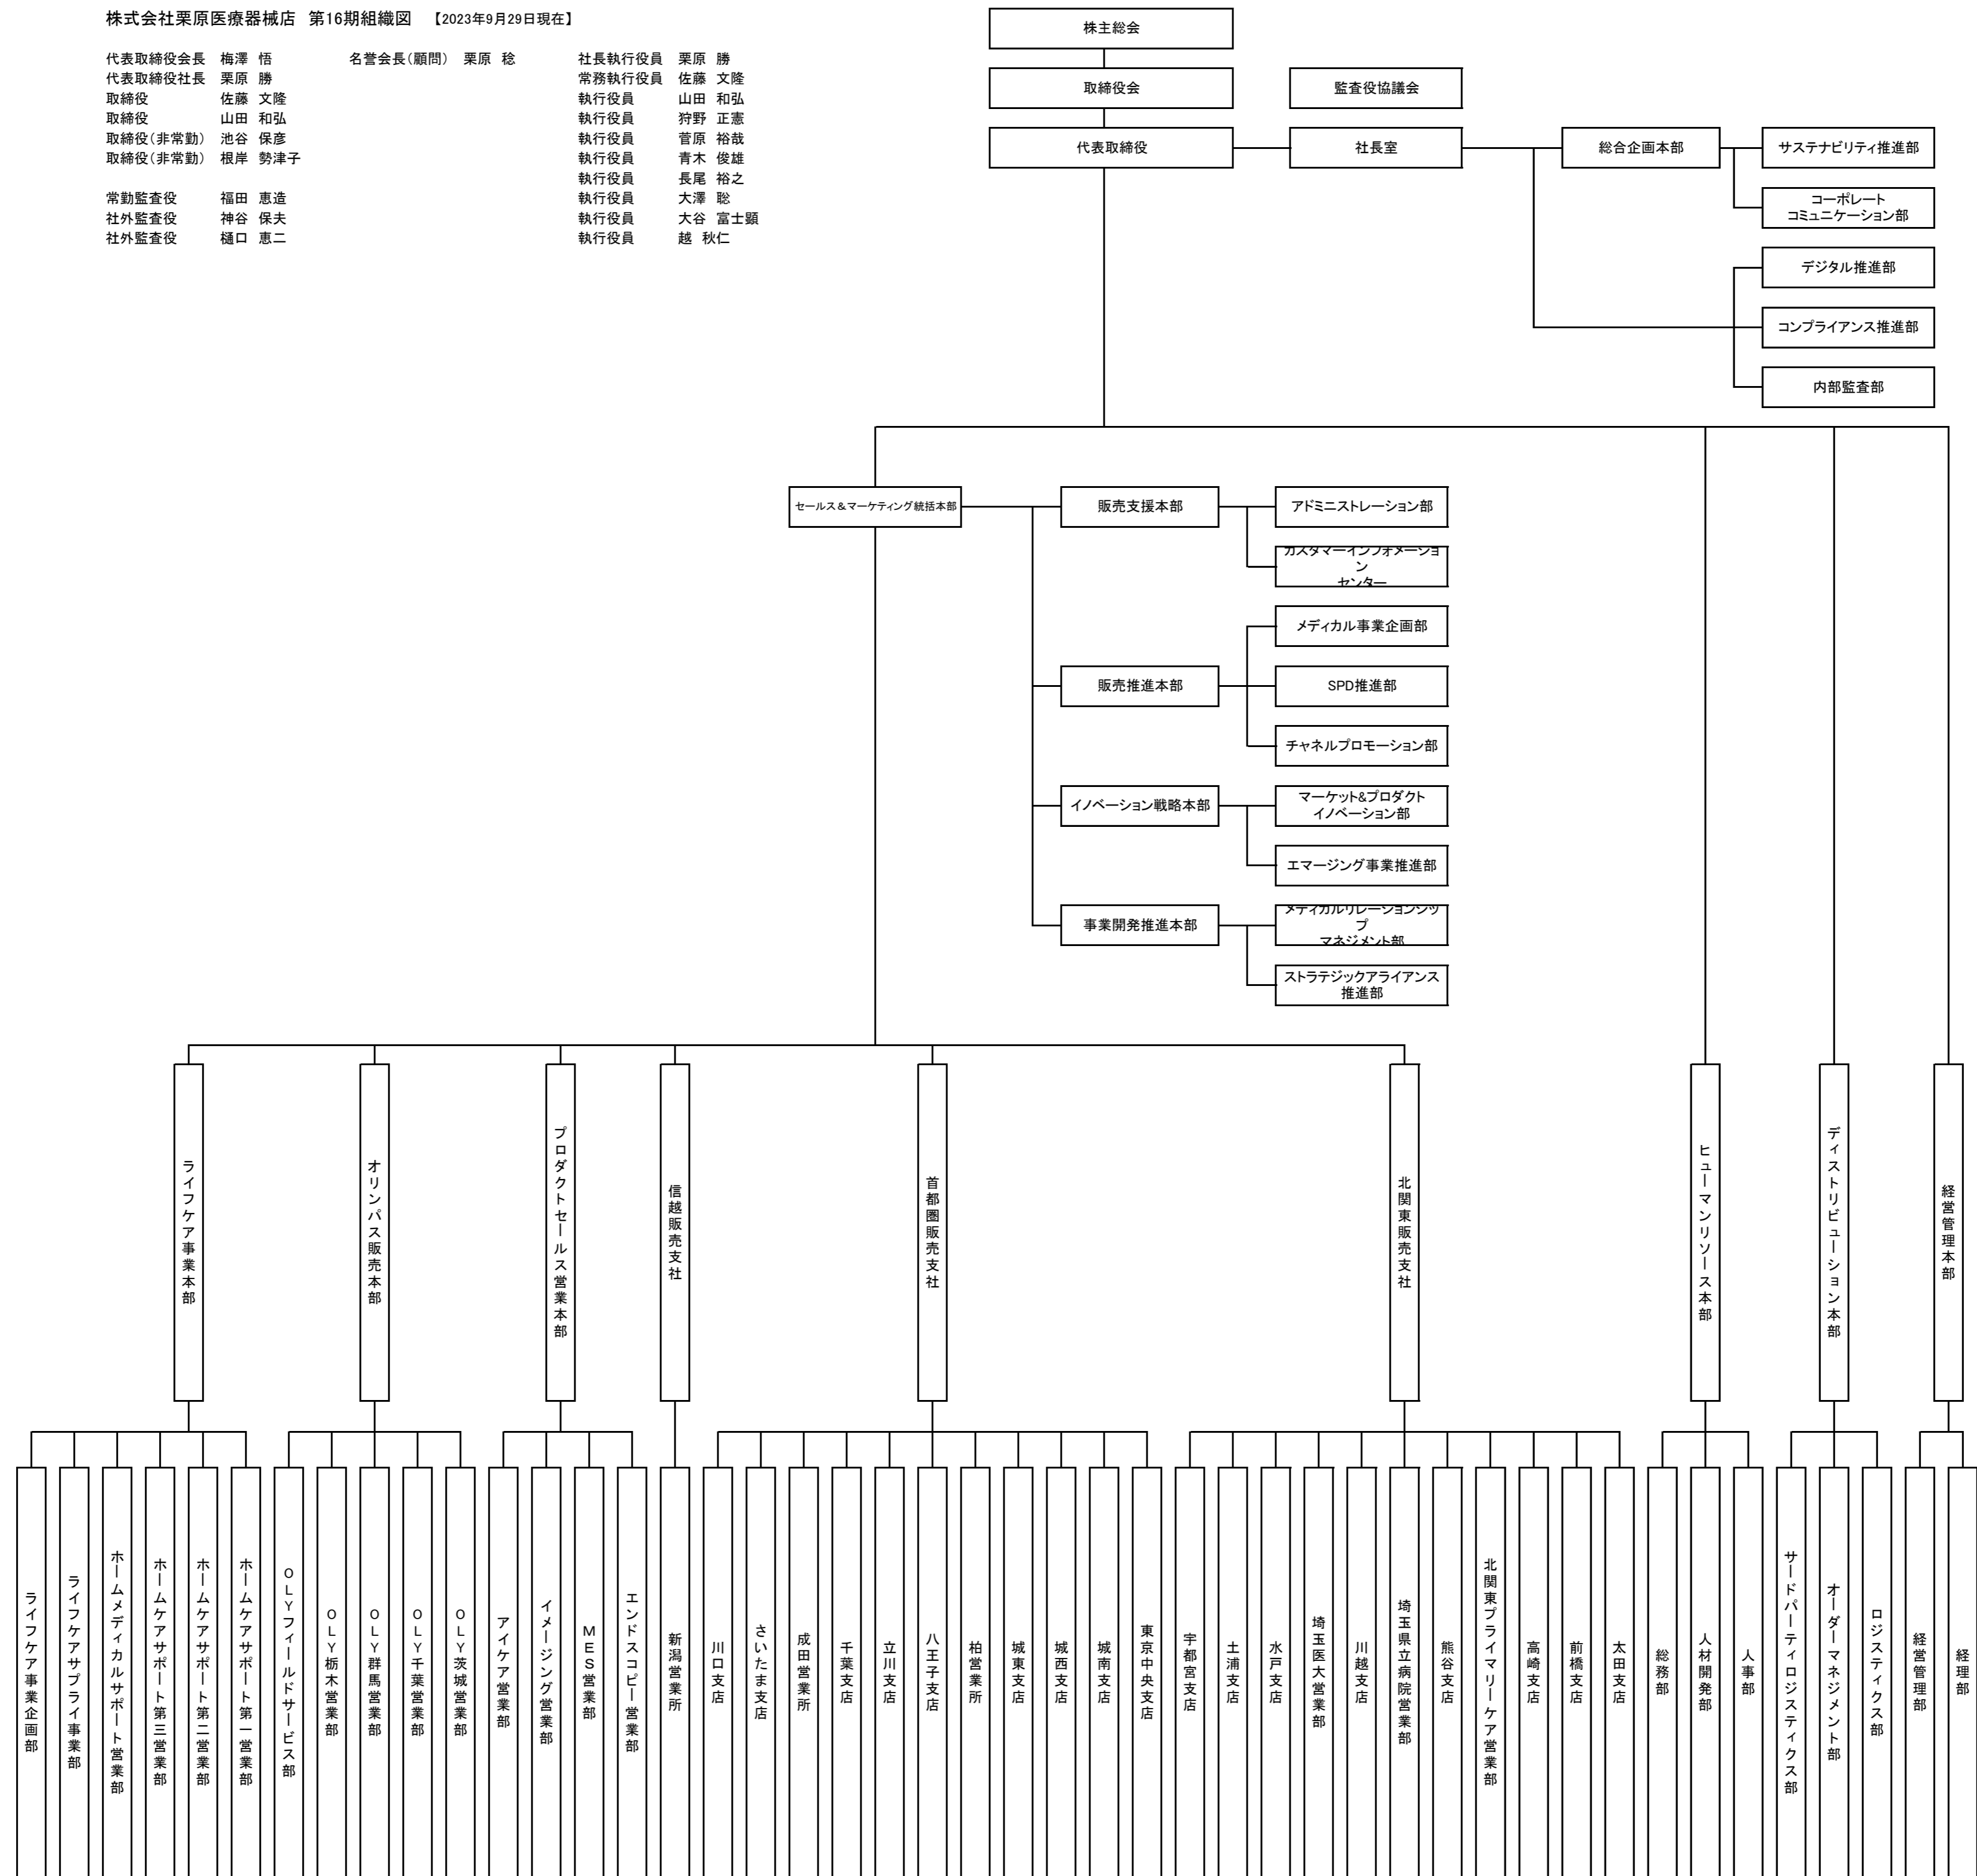 株式会社栗原医療器械店 第16期組織図 【2023年9月29日現在】
代表取締役会長 梅澤 悟 名誉会長(顧問) 栗原 稔 社長執行役員 栗原 勝
代表取締役社長 栗原 勝 常務執行役員 佐藤 文隆
取締役 佐藤 文隆 執行役員 山田 和弘
取締役 山田 和弘 執行役員 狩野 正憲
取締役(非常勤) 池谷 保彦 執行役員 菅原 裕哉
取締役(非常勤) 根岸 勢津子 執行役員 青木 俊雄
執行役員 長尾 裕之
常勤監査役 福田 恵造 執行役員 大澤 聡
社外監査役 神谷 保夫 執行役員 大谷 富士顕
社外監査役 樋口 恵二 執行役員 越 秋仁
株主総会
取締役会
監査役協議会
代表取締役
社長室
総合企画本部
サステナビリティ推進部
コーポレート
コミュニケーション部
デジタル推進部
コンプライアンス推進部
内部監査部
セールス&マーケティング統括本部
販売支援本部
アドミニストレーション部
カスタマーインフォメーショ
ン
センター
メディカル事業企画部
販売推進本部
SPD推進部
チャネルプロモーション部
イノベーション戦略本部
マーケット&プロダクト
イノベーション部
エマージング事業推進部
事業開発推進本部
メディカルリレーションシッ
プ
マネジメント部
ストラテジックアライアンス
推進部
ライフケア事業本部
オリンパス販売本部
プロダクトセールス営業本部
信越販売支社
首都圏販売支社
北関東販売支社
ヒューマンリソース本部
ディストリビューション本部
経営管理本部
ライフケア事業企画部
ライフケアサプライ事業部
ホームメディカルサポート営業部
ホームケアサポート第三営業部
ホームケアサポート第二営業部
ホームケアサポート第一営業部
OLYフィールドサービス部
OLY栃木営業部
OLY群馬営業部
OLY千葉営業部
OLY茨城営業部
アイケア営業部
イメージング営業部
MES営業部
エンドスコピー営業部
新潟営業所
川口支店
さいたま支店
成田営業所
千葉支店
立川支店
八王子支店
柏営業所
城東支店
城西支店
城南支店
東京中央支店
宇都宮支店
土浦支店
水戸支店
埼玉医大営業部
川越支店
埼玉県立病院営業部
熊谷支店
北関東プライマリーケア営業部
高崎支店
前橋支店
太田支店
総務部
人材開発部
人事部
サードパーティロジスティクス部
オーダーマネジメント部
ロジスティクス部
経営管理部
経理部